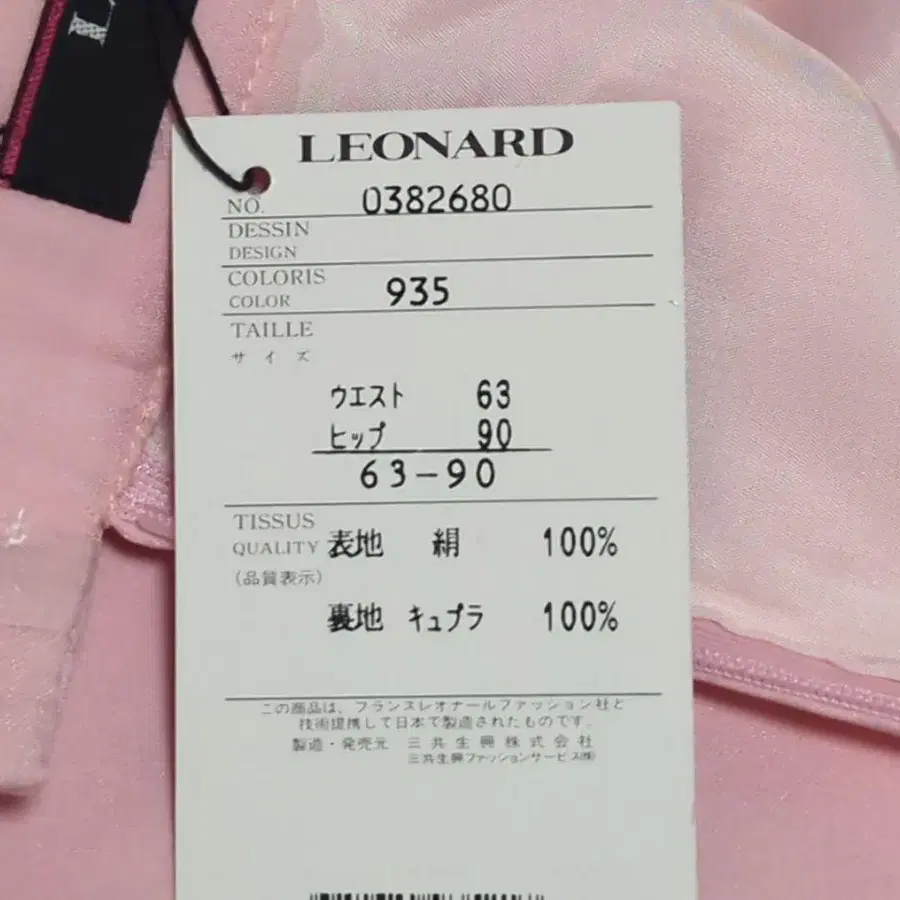 LEONARD
NO. 0382680
DESSIN
DESIGN
COLORIS
COLOR 935
TAILLE
サイズ
ウエスト 63
ヒップ 90
63-90
TISSUS
QUALITY 表地 絹 100%
(品質表示)
裏地 キュプラ 100%
この商品は、フランスレオナールファッション社と
技術提携して日本で製造されたものです。
製造・発売元 三共生興株式会社
三共生興ファッションサービス㈱